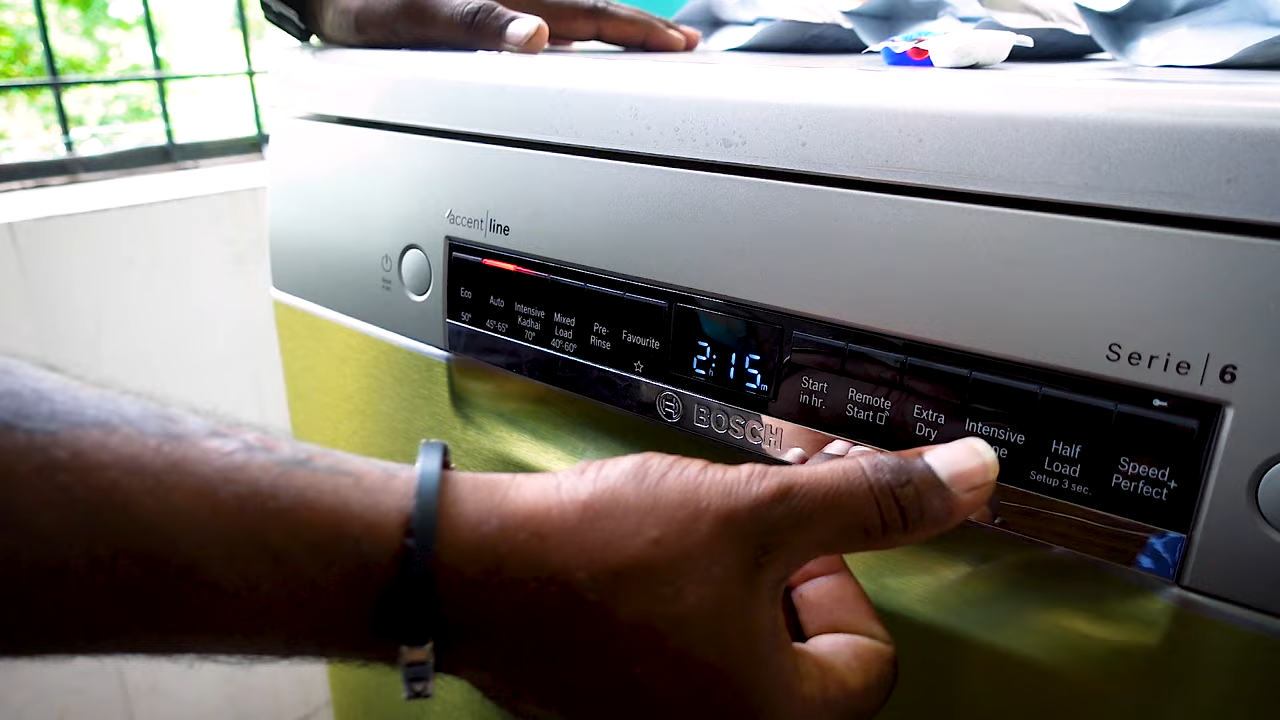 accent|line
Serie | 6
Eco
50°
Auto
45°-65°
Intensive
Kadhai
70°
Mixed
Load
40°-60°
Pre-
Rinse
Favourite
2:15
h
m
Start
in hr.
Remote
Start
Extra
Dry
Intensive
Half
Load
Setup 3 sec.
Speed+
Perfect
BOSCH